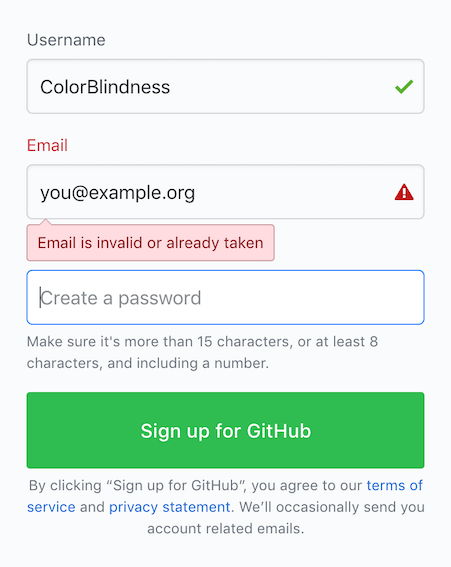 Username
ColorBlindness
Email
you@example.org
Email is invalid or already taken
Create a password
Make sure it's more than 15 characters, or at least 8
characters, and including a number.
Sign up for GitHub
By clicking “Sign up for GitHub”, you agree to our terms of
service and privacy statement. We’ll occasionally send you
account related emails.